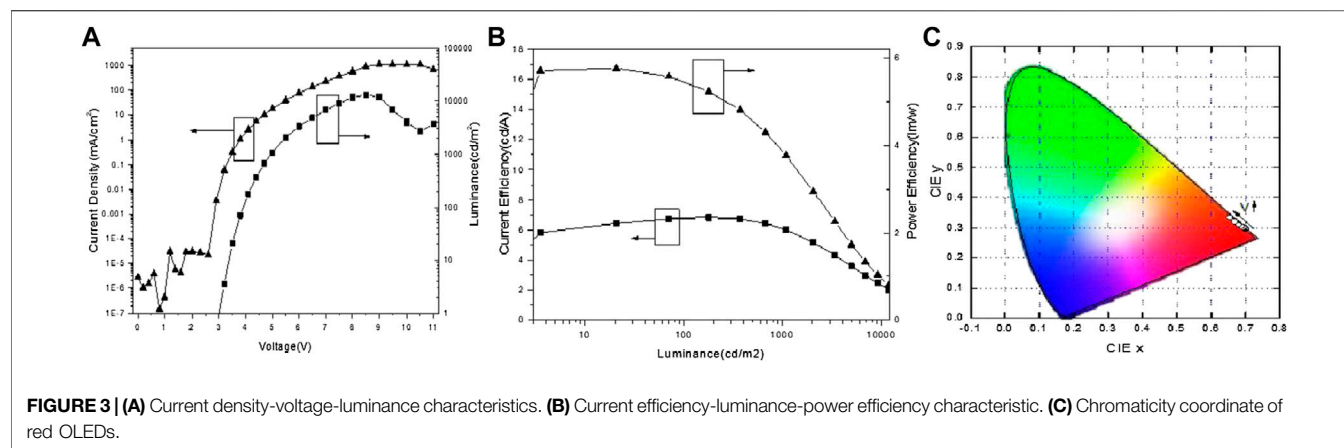 A
B
C
1000
100
10
1
0.1
0.01
0.001
1E-4
1E-5
1E-6
1E-7
Current Density (mA/cm²)
0 1 2 3 4 5 6 7 8 9 10 11
Voltage(V)
100000
10000
1000
100
10
1
Luminance(cd/m²)
18
16
14
12
10
8
6
4
2
0
Current Efficiency(cd/A)
10 100 1000 10000
Luminance(cd/m2)
6
4
2
0
Power Efficiency(lm/w)
0.9
0.8
0.7
0.6
0.5
0.4
0.3
0.2
0.1
0.0
CIE y
-0.1 0.0 0.1 0.2 0.3 0.4 0.5 0.6 0.7 0.8
CIE x
V
FIGURE 3 | (A) Current density-voltage-luminance characteristics. (B) Current efficiency-luminance-power efficiency characteristic. (C) Chromaticity coordinate of
red OLEDs.